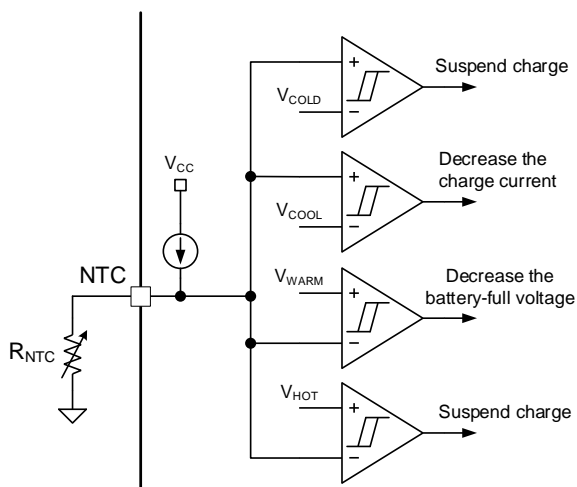 Suspend charge
+
VCOLD
−
Decrease the
charge current
+
VCC
VCOOL
−
NTC
VWARM
+
Decrease the
battery-full voltage
−
RNTC
VHOT
+
Suspend charge
−